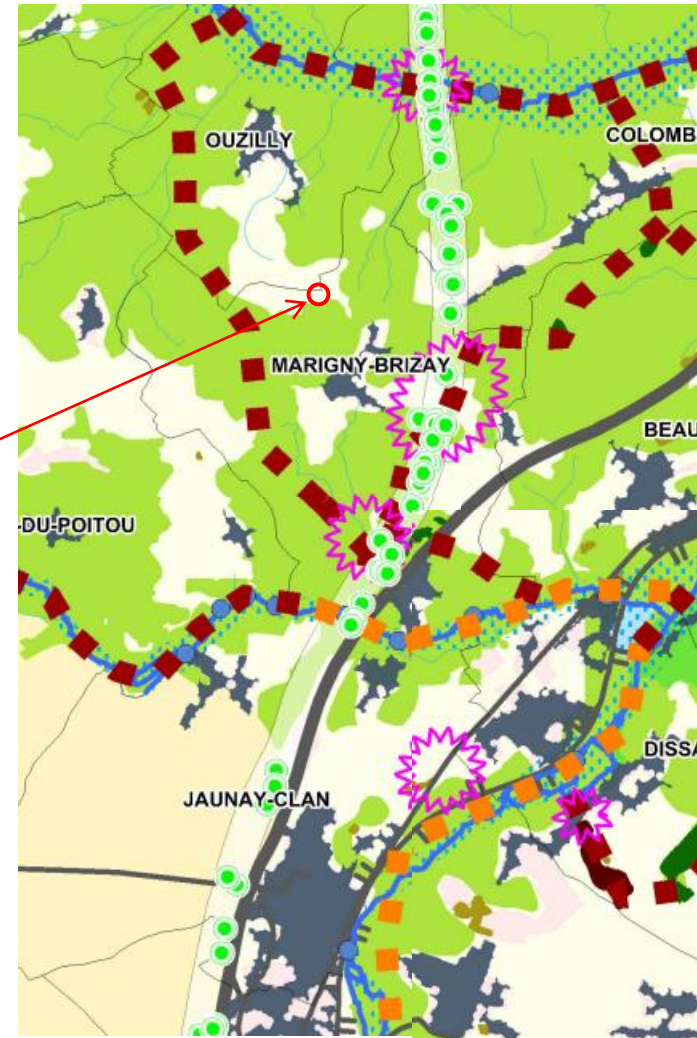 OUZILLY
COLOMB
MARIGNY-BRIZAY
BEAU
-DU-POITOU
DISSA
JAUNAY-CLAN